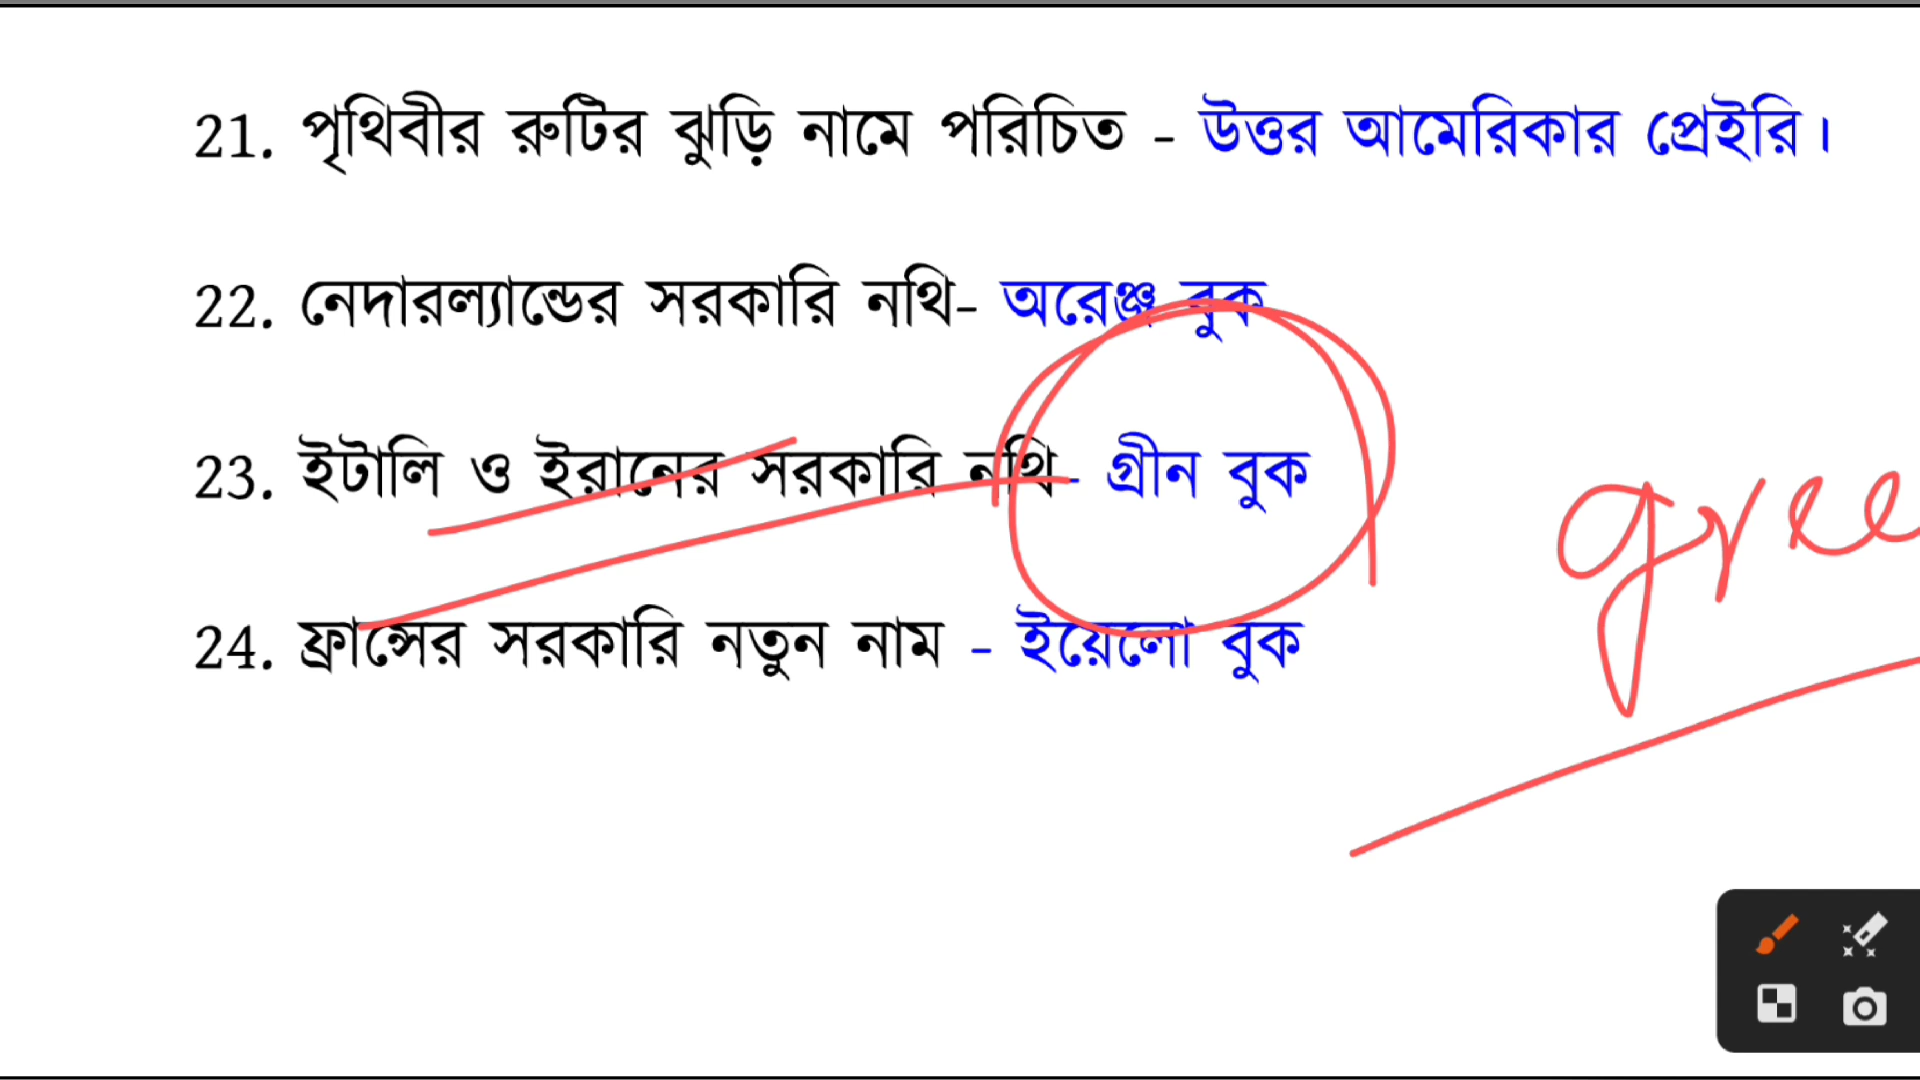 21. পৃথিবীর রুটির ঝুড়ি নামে পরিচিত - উত্তর আমেরিকার প্রেইরি।
22. নেদারল্যান্ডের সরকারি নথি- অরেঞ্জ বুক
23. ইটালি ও ইরানের সরকারি নথি- গ্রীন বুক
gree
24. ফ্রান্সের সরকারি নতুন নাম - ইয়েলো বুক